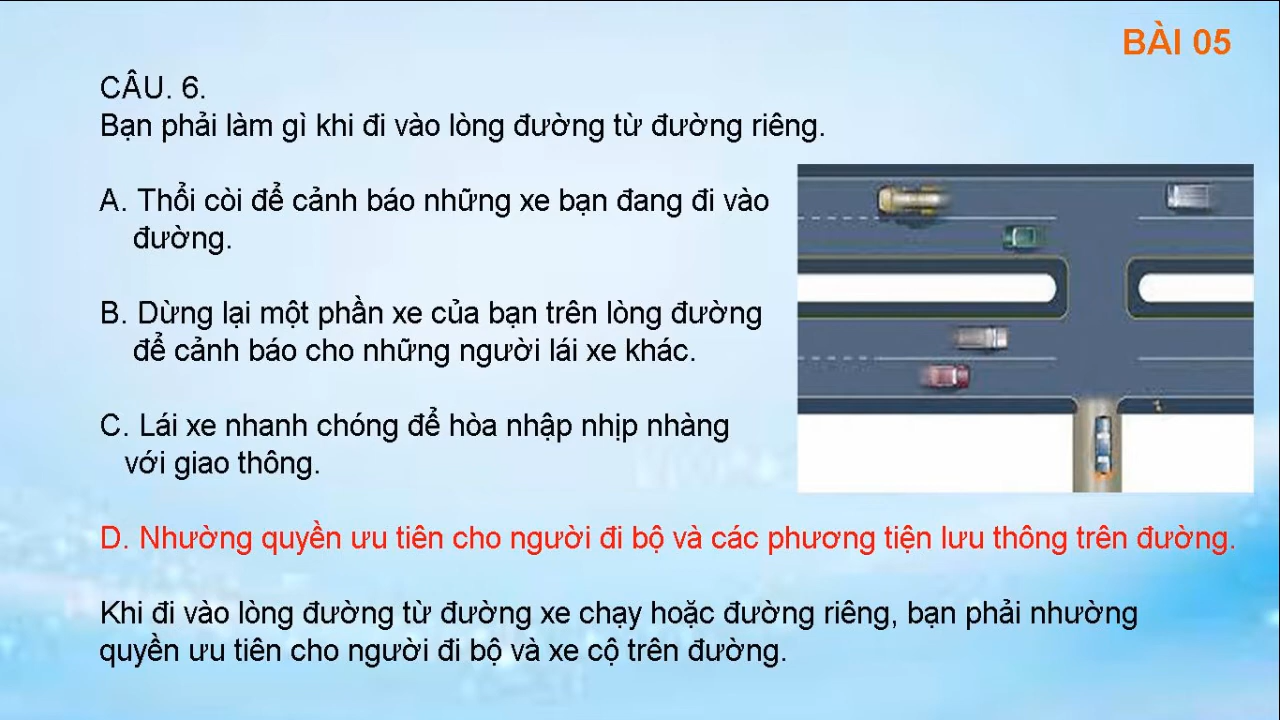 BÀI 05
CÂU. 6.
Bạn phải làm gì khi đi vào lòng đường từ đường riêng.
A. Thổi còi để cảnh báo những xe bạn đang đi vào
đường.
B. Dừng lại một phần xe của bạn trên lòng đường
để cảnh báo cho những người lái xe khác.
C. Lái xe nhanh chóng để hòa nhập nhịp nhàng
với giao thông.
D. Nhường quyền ưu tiên cho người đi bộ và các phương tiện lưu thông trên đường.
Khi đi vào lòng đường từ đường xe chạy hoặc đường riêng, bạn phải nhường
quyền ưu tiên cho người đi bộ và xe cộ trên đường.